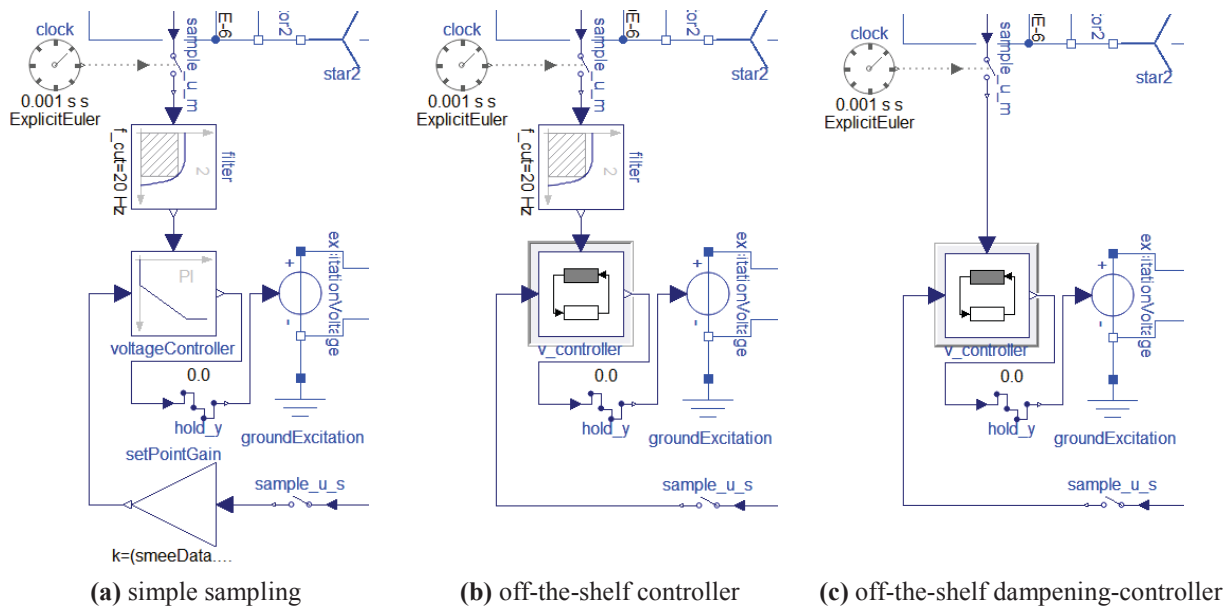 clock
0.001 s s
ExplicitEuler
sample_u_m
E-6
tor2
star2
f_cut=20 Hz
2
filter
PI
voltageController
+
-
ex
itationVoltage
0.0
hold_y
groundExcitation
setPointGain
sample_u_s
k=(smeeData....
(a) simple sampling
clock
0.001 s s
ExplicitEuler
sample_u_m
E-6
tor2
star2
f_cut=20 Hz
2
filter
v_controller
+
-
ex
itationVoltage
0.0
hold_y
groundExcitation
sample_u_s
(b) off-the-shelf controller
clock
0.001 s s
ExplicitEuler
sample_u_m
E-6
tor2
star2
v_controller
+
-
ex
itationVoltage
0.0
hold_y
groundExcitation
sample_u_s
(c) off-the-shelf dampening-controller